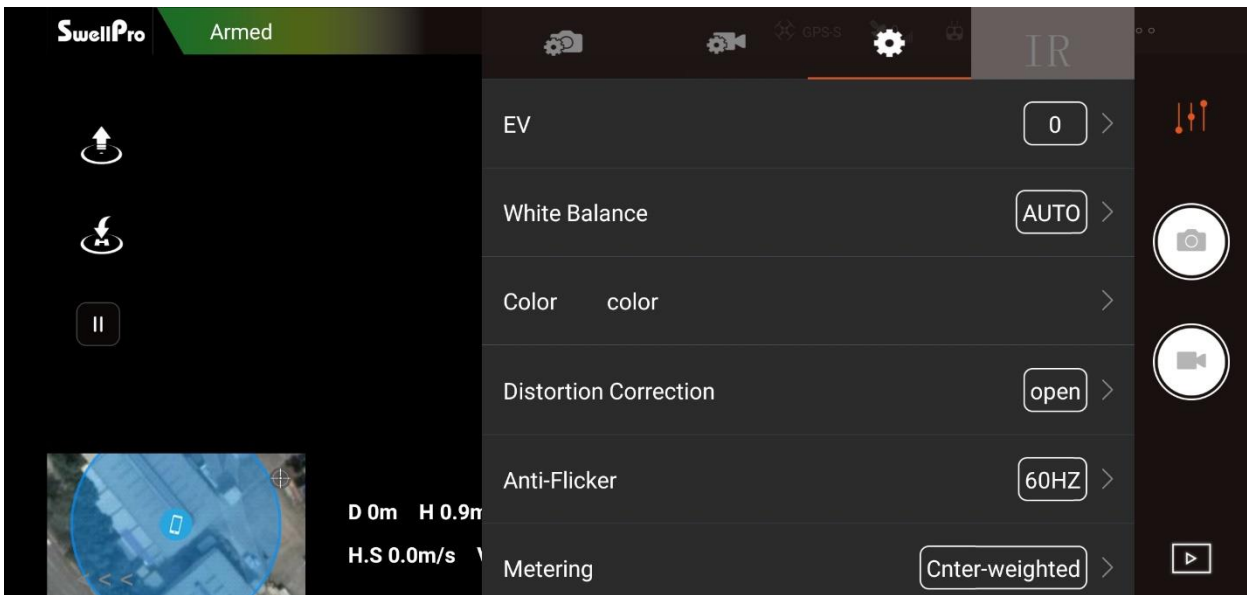 SwellPro
Armed
GPS-S
IR
EV 0
White Balance AUTO
Color color
Distortion Correction open
Anti-Flicker 60HZ
Metering Cnter-weighted
D 0m H 0.9m
H.S 0.0m/s